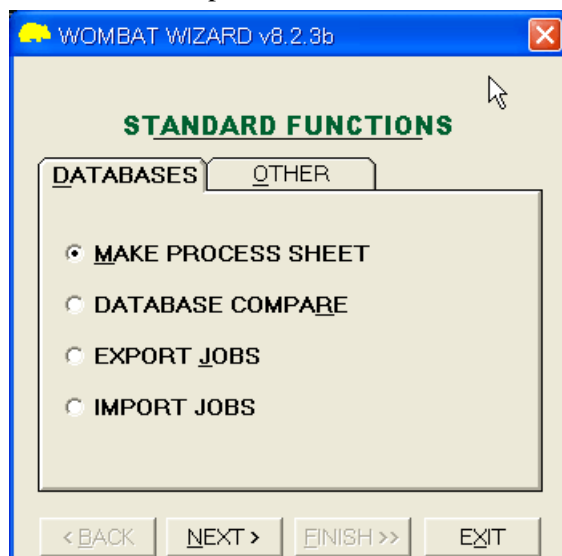 WOMBAT WIZARD v8.2.3b
STANDARD FUNCTIONS
DATABASES OTHER
MAKE PROCESS SHEET
DATABASE COMPARE
EXPORT JOBS
IMPORT JOBS
< BACK NEXT > FINISH >> EXIT